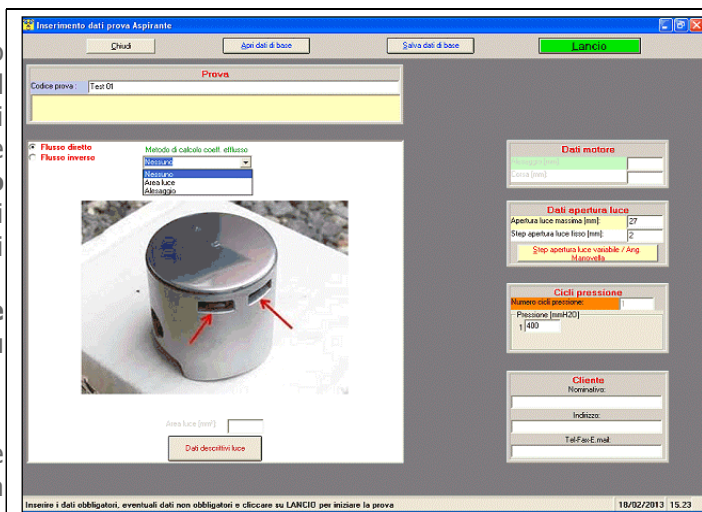 Inserimento dati prova Aspirante
Chiudi
Apri dati di base
Salva dati di base
Lancio
Prova
Codice prova :
Test 01
Flusso diretto
Flusso inverso
Metodo di calcolo coeff. efflusso
Nessuno
Nessuno
Area luce
Alesaggio
Area luce [mm²]
Dati descrittivi luce
Dati motore
Alesaggio [mm]
Corsa [mm]
Dati apertura luce
Apertura luce massima [mm]:
27
Step apertura luce fisso [mm]:
2
Step apertura luce variabile / Ang.
Manovella
Cicli pressione
Numero cicli pressione:
1
Pressione [mmH2O]
1
400
Cliente
Nominativo:
Indirizzo:
Tel-Fax-E.mail:
Inserire i dati obbligatori, eventuali dati non obbligatori e cliccare su LANCIO per iniziare la prova
18/02/2013
15.23